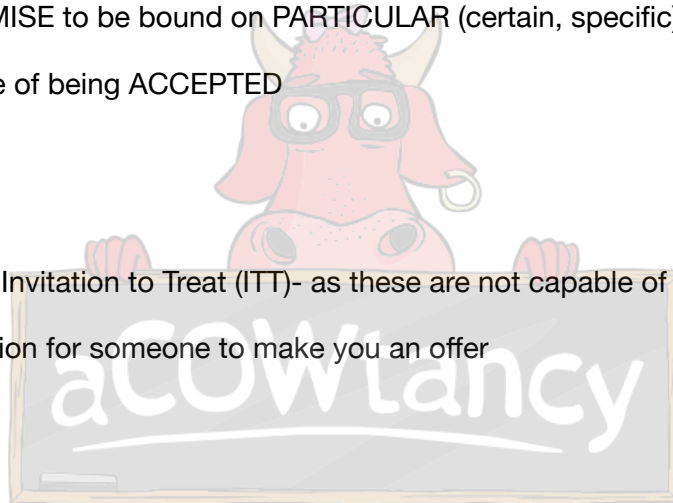 MISE to be bound on PARTICULAR (certain, specific)
e of being ACCEPTED
Invitation to Treat (ITT)- as these are not capable of
ion for someone to make you an offer
aCOWtancy